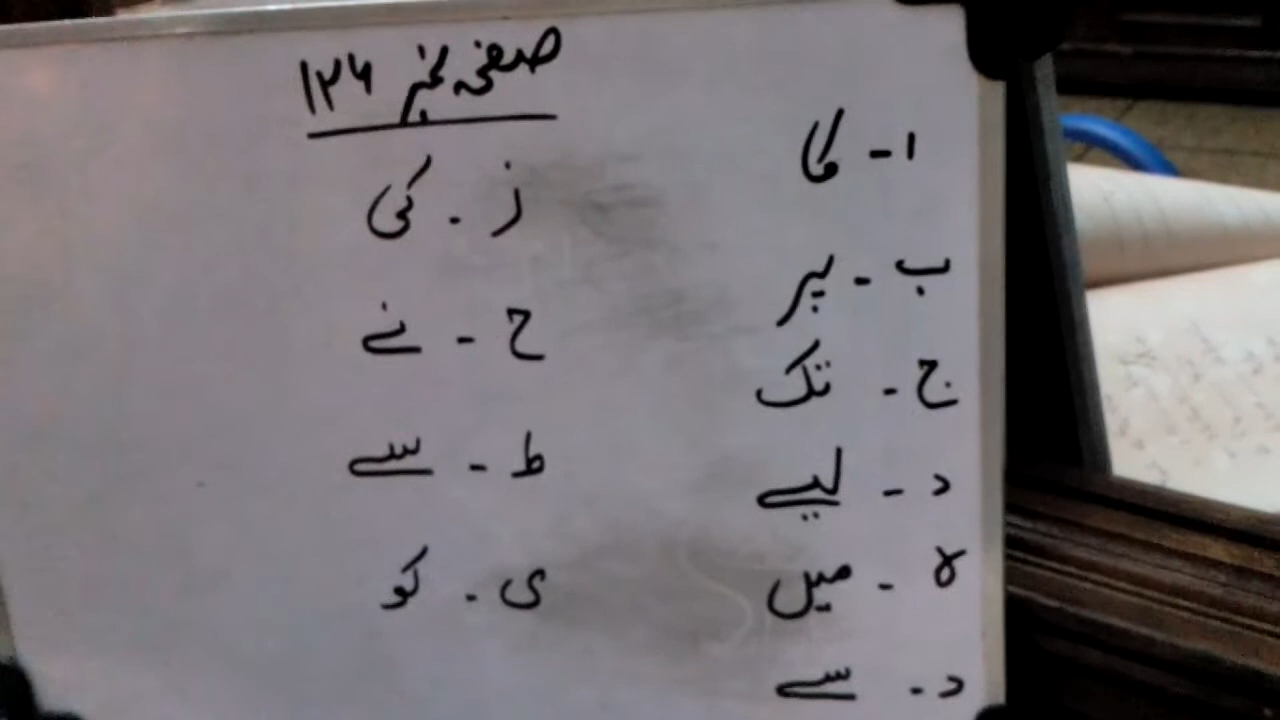 صفحہ نمبر ۱۲۶
ا - کا
ب - پر
ج - تک
د - لیے
ہ - میں
د - سے
ز - کی
ح - نے
ط - سے
ی - کو